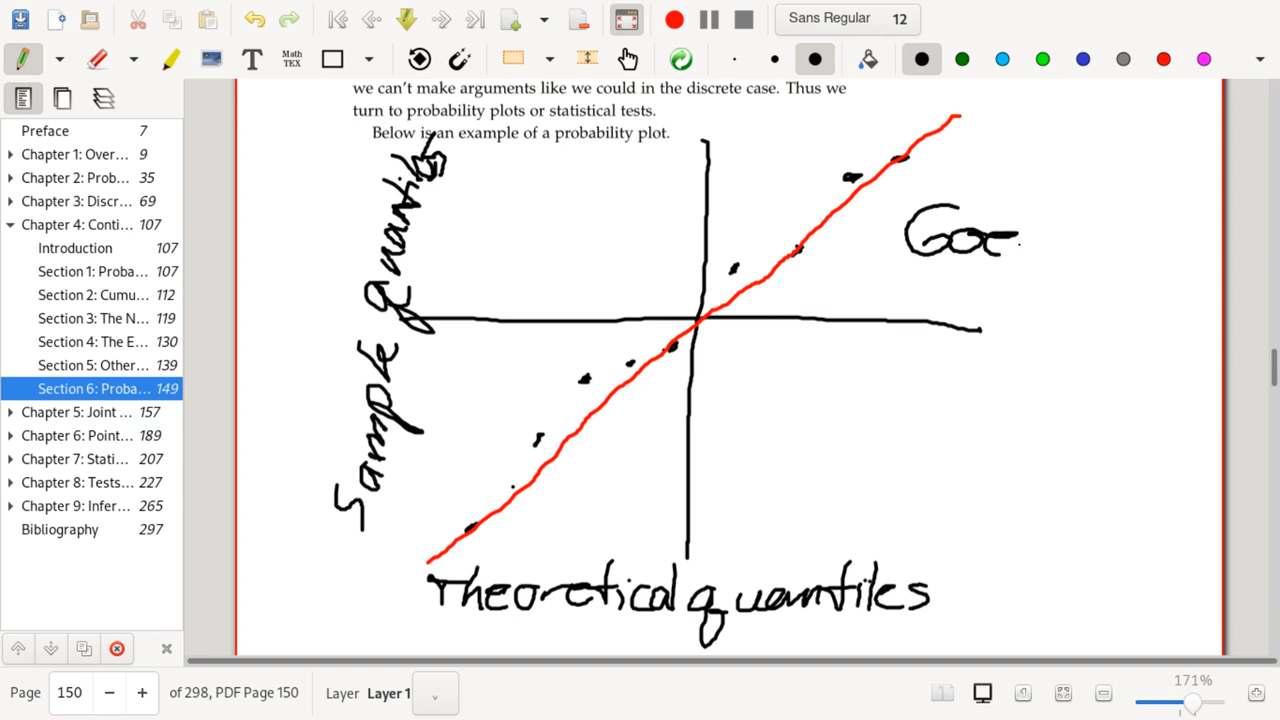 Sans Regular 12
Math
TEX
Preface 7
Chapter 1: Over... 9
Chapter 2: Prob... 35
Chapter 3: Discr... 69
Chapter 4: Conti... 107
Introduction 107
Section 1: Proba... 107
Section 2: Cumu... 112
Section 3: The N... 119
Section 4: The E... 130
Section 5: Other... 139
Section 6: Proba... 149
Chapter 5: Joint ... 157
Chapter 6: Point... 189
Chapter 7: Stati... 207
Chapter 8: Tests... 227
Chapter 9: Infer... 265
Bibliography 297
we can't make arguments like we could in the discrete case. Thus we
turn to probability plots or statistical tests.
Below is an example of a probability plot.
Sample quantiles
Theoretical quantiles
Page 150 of 298, PDF Page 150 Layer Layer 1 171%